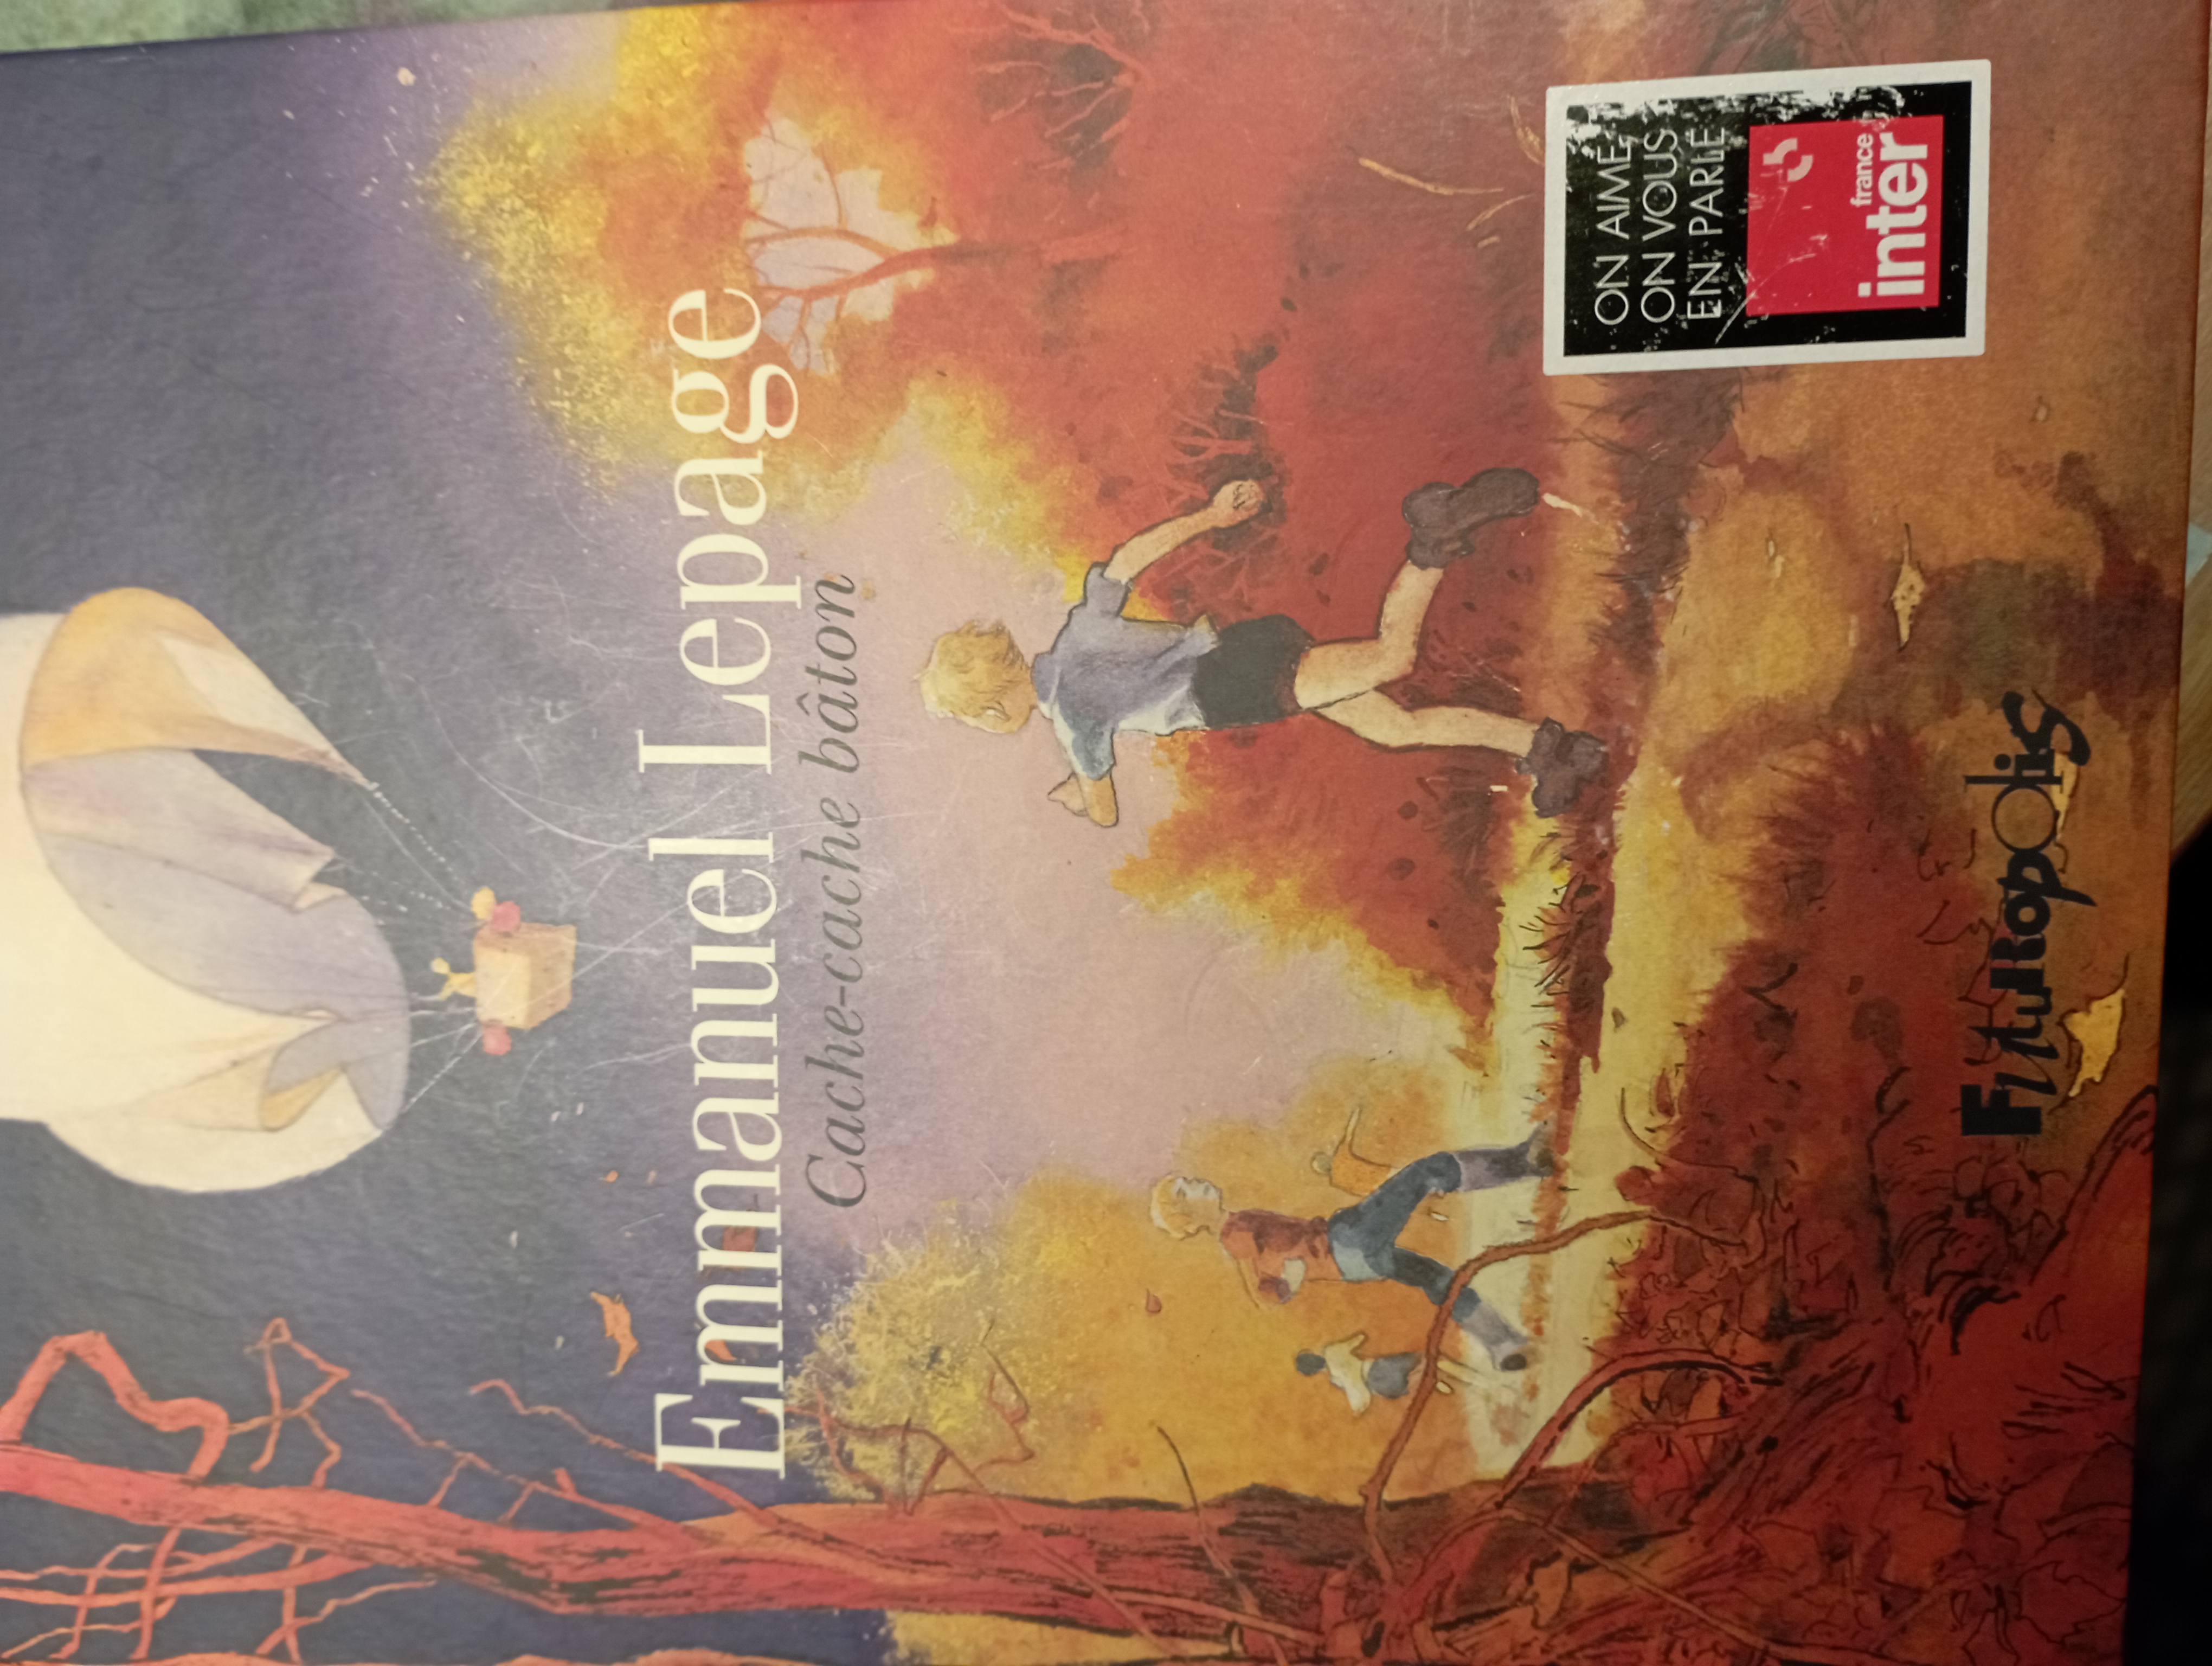 Emmanuel Lepage
Cache-cache bâton
ON AIME,
ON VOUS
EN PARLE
france
inter
Futuropolis